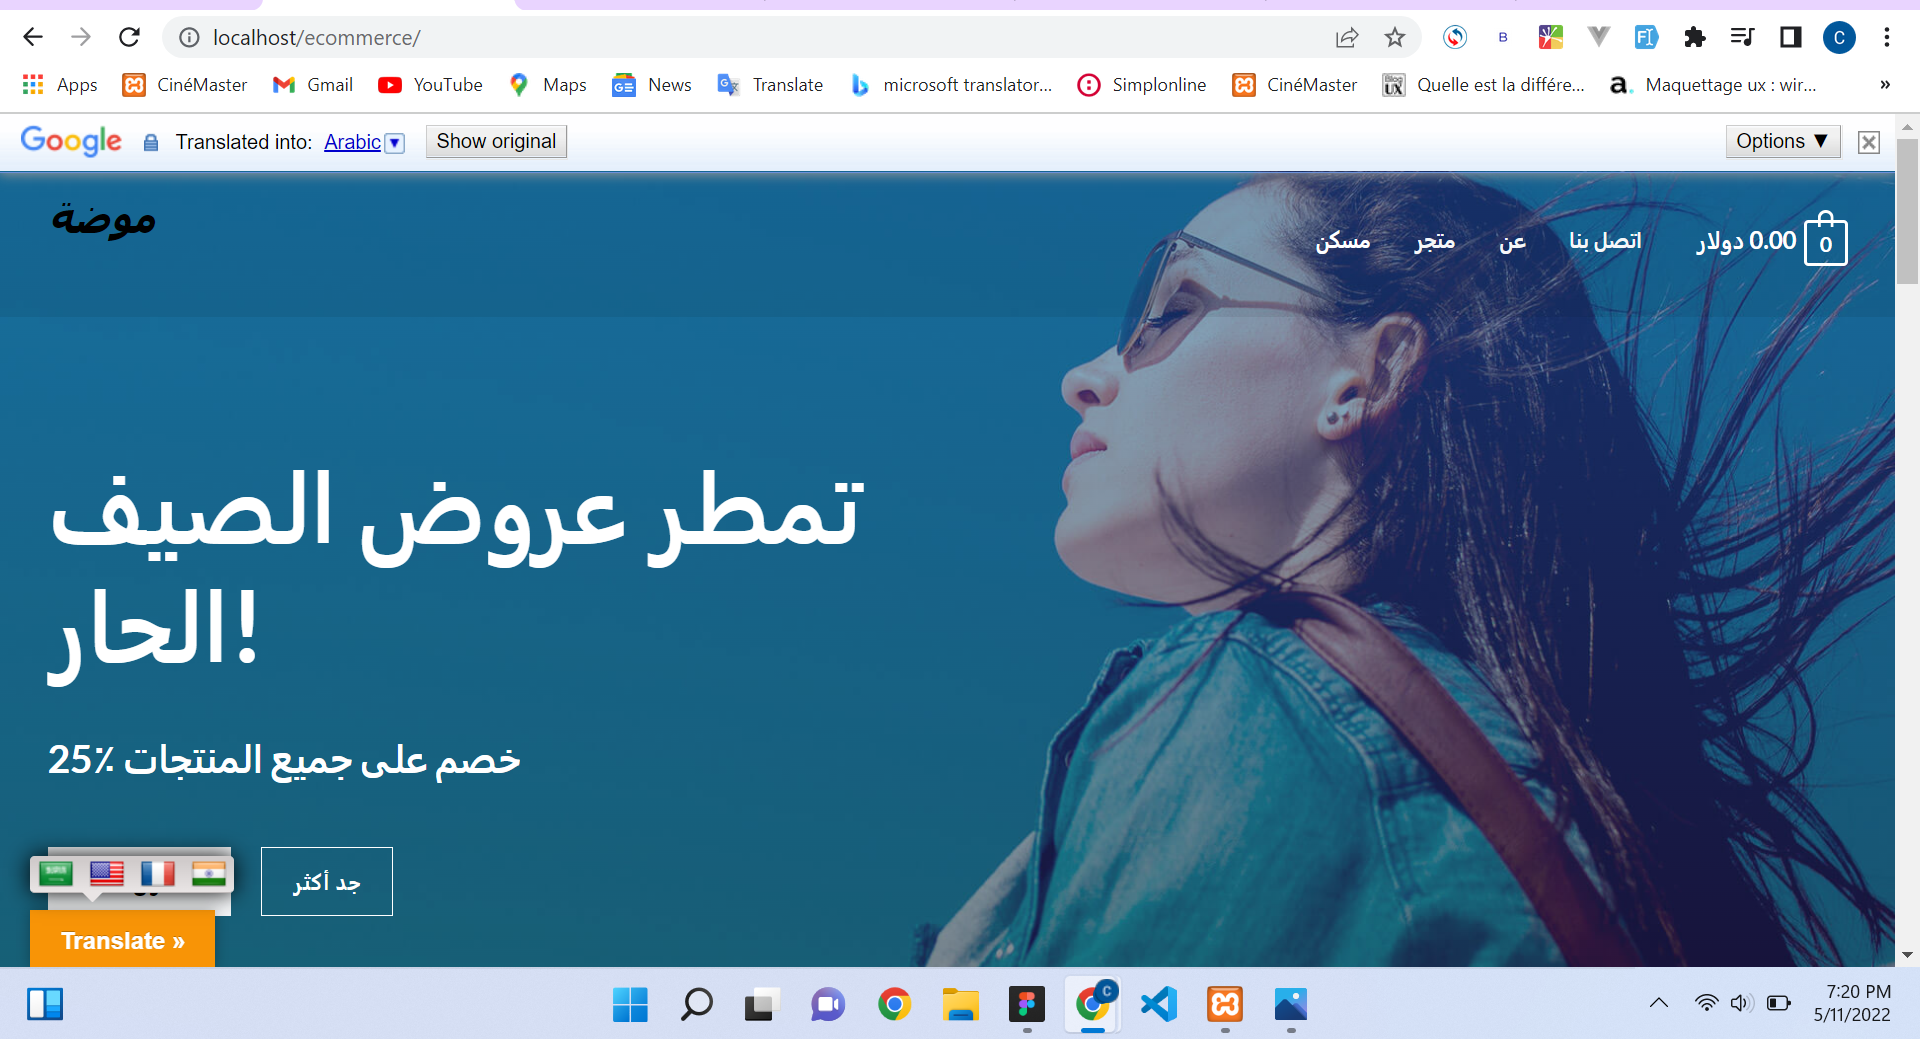 localhost/ecommerce/
Apps CinéMaster Gmail YouTube Maps News Translate microsoft translator... Simplonline CinéMaster Quelle est la différe... Maquettage ux : wir... »
Google Translated into: Arabic▼ Show original Options ▼
موضة
مسكن متجر عن اتصل بنا 0.00 دولار 0
تمطر عروض الصيف
الحار!
25٪ خصم على جميع المنتجات
جد أكثر
Translate »
7:20 PM
5/11/2022